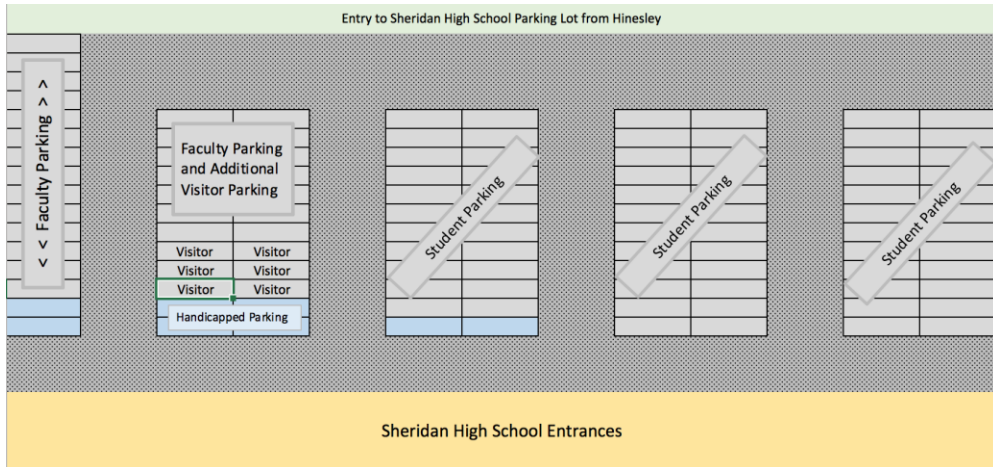 Entry to Sheridan High School Parking Lot from Hinesley
< < Faculty Parking > >
Faculty Parking
and Additional
Visitor Parking
Student Parking
Student Parking
Student Parking
Visitor Visitor
Visitor Visitor
Visitor Visitor
Handicapped Parking
Sheridan High School Entrances